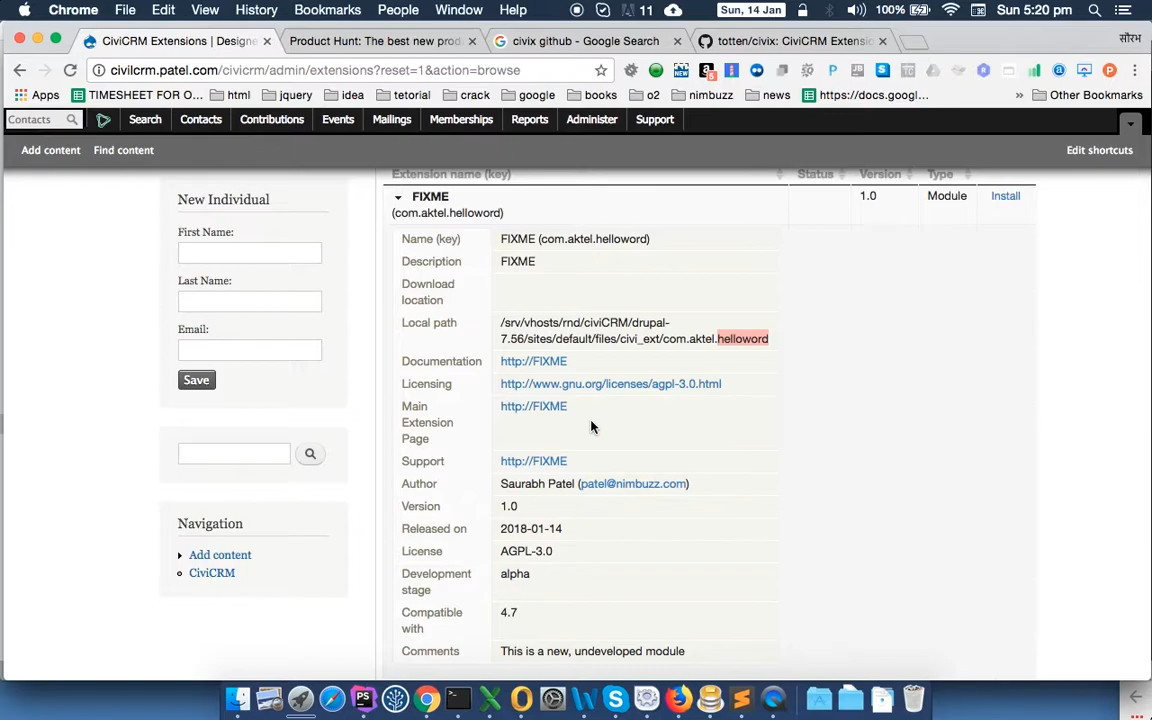 Chrome File Edit View History Bookmarks People Window Help 11 Sun, 14 Jan 100% Sun 5:20 pm
CiviCRM Extensions | Designe Product Hunt: The best new prod civix github - Google Search totten/civix: CiviCRM Extensio सौरभ
civilcrm.patel.com/civicrm/admin/extensions?reset=1&action=browse
Apps TIMESHEET FOR O... html jquery idea tetorial crack google books o2 nimbuzz news https://docs.googl... » Other Bookmarks
Contacts Search Contacts Contributions Events Mailings Memberships Reports Administer Support
Add content Find content Edit shortcuts
Extension name (key) Status Version Type
FIXME 1.0 Module Install
(com.aktel.helloword)
New Individual
First Name:
Last Name:
Email:
Save
Navigation
Add content
CiviCRM
Name (key) FIXME (com.aktel.helloword)
Description FIXME
Download
location
Local path /srv/vhosts/rnd/civiCRM/drupal-
7.56/sites/default/files/civi_ext/com.aktel.helloword
Documentation http://FIXME
Licensing http://www.gnu.org/licenses/agpl-3.0.html
Main http://FIXME
Extension
Page
Support http://FIXME
Author Saurabh Patel (patel@nimbuzz.com)
Version 1.0
Released on 2018-01-14
License AGPL-3.0
Development alpha
stage
Compatible 4.7
with
Comments This is a new, undeveloped module